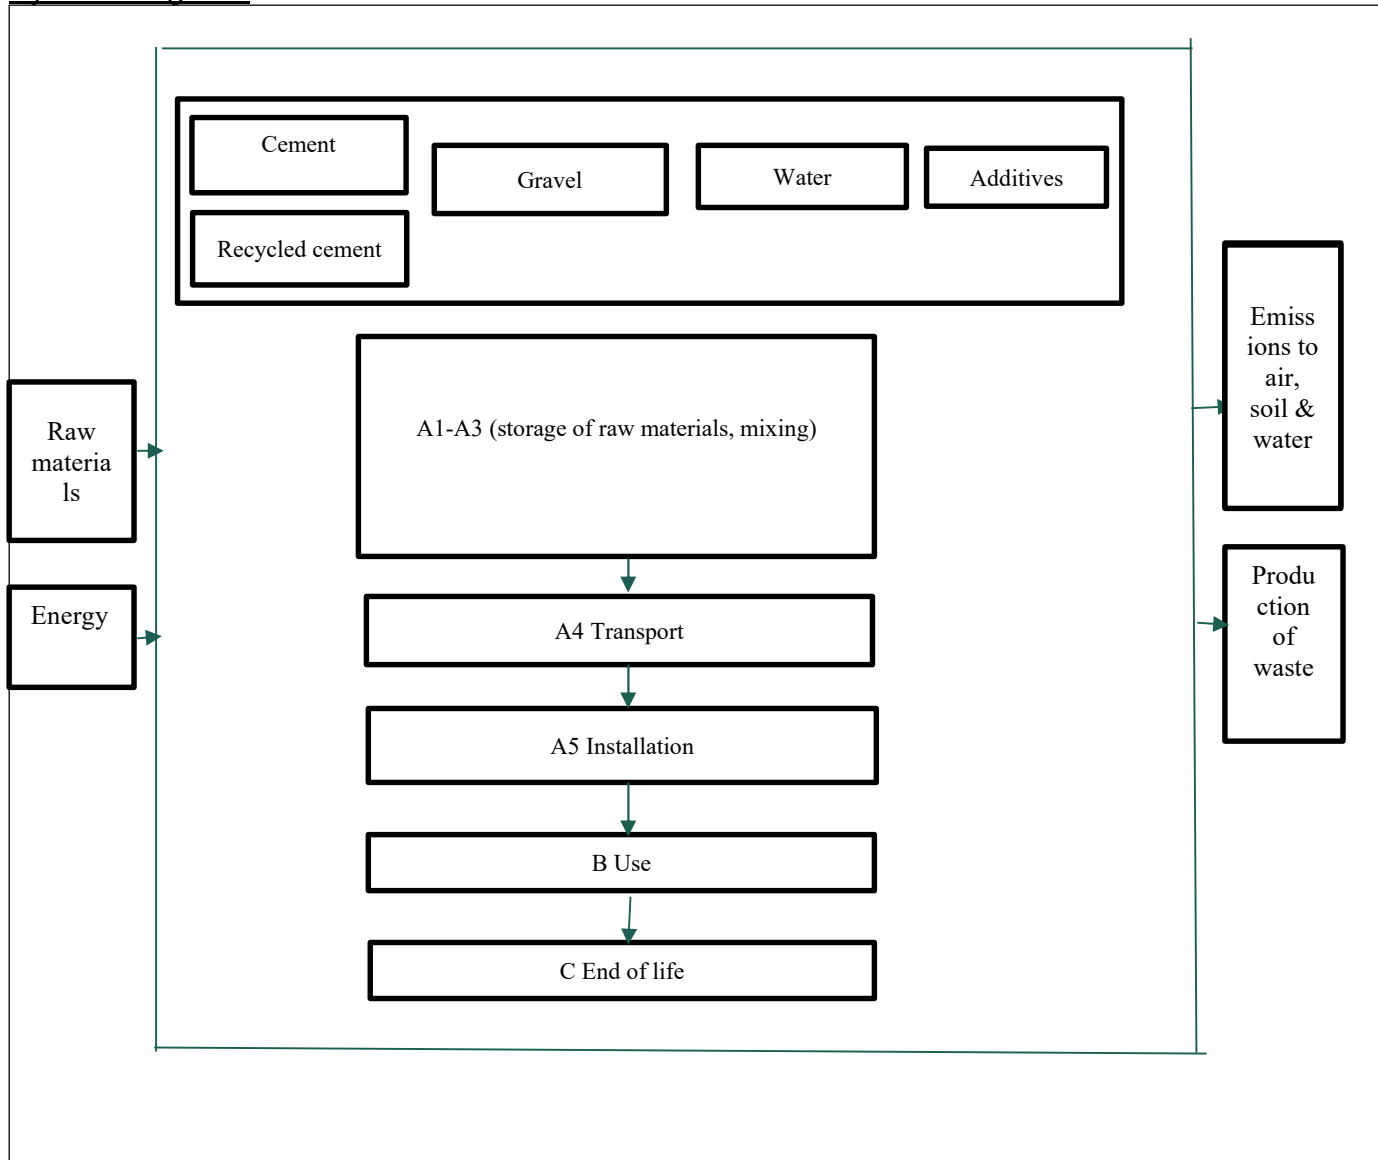 Cement
Gravel
Water
Additives
Recycled cement
Emiss
ions to
air,
soil &
water
Raw
materia
ls
A1-A3 (storage of raw materials, mixing)
Energy
Produ
ction
of
waste
A4 Transport
A5 Installation
B Use
C End of life